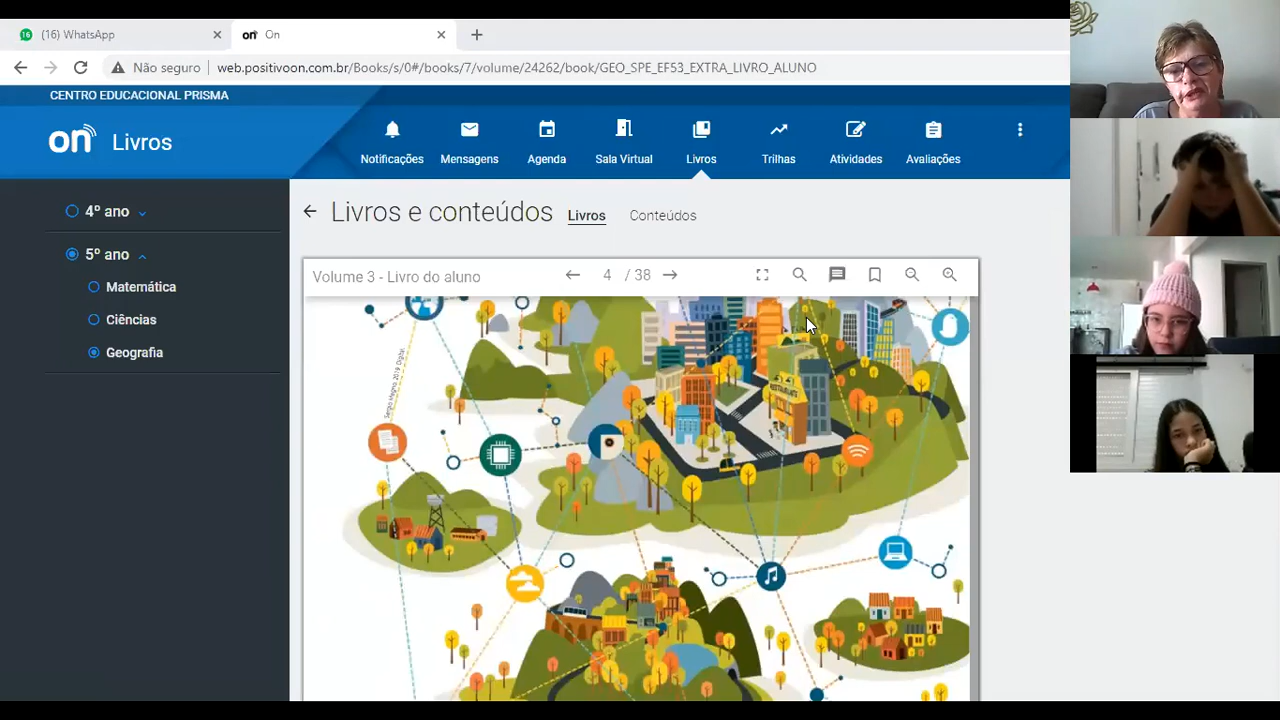 (16) WhatsApp
On
Não seguro
web.positivoon.com.br/Books/s/0#/books/7/volume/24262/book/GEO_SPE_EF53_EXTRA_LIVRO_ALUNO
CENTRO EDUCACIONAL PRISMA
on Livros
Notificações
Mensagens
Agenda
Sala Virtual
Livros
Trilhas
Atividades
Avaliações
4º ano
5º ano
Matemática
Ciências
Geografia
Livros e conteúdos
Livros
Conteúdos
Volume 3 - Livro do aluno
4 / 38
RESTAURANTE